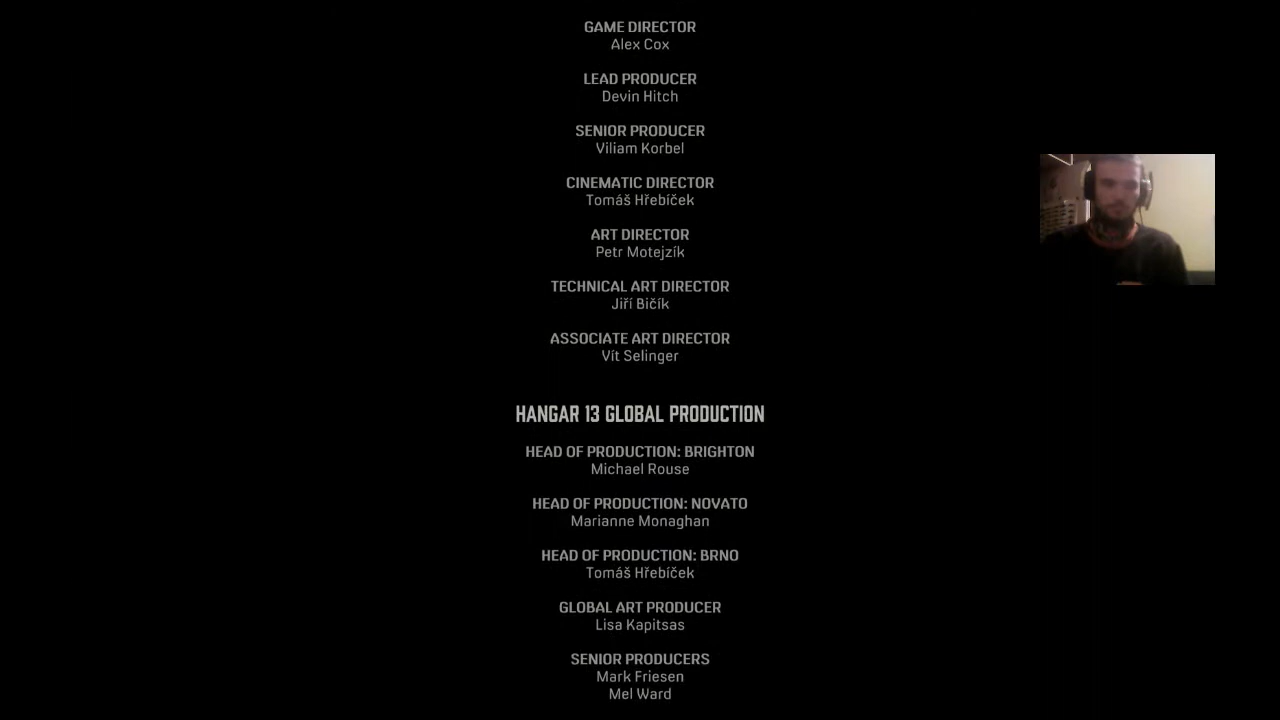 GAME DIRECTOR
Alex Cox
LEAD PRODUCER
Devin Hitch
SENIOR PRODUCER
Viliam Korbel
CINEMATIC DIRECTOR
Tomáš Hřebíček
ART DIRECTOR
Petr Motejzík
TECHNICAL ART DIRECTOR
Jiří Bičík
ASSOCIATE ART DIRECTOR
Vít Selinger
HANGAR 13 GLOBAL PRODUCTION
HEAD OF PRODUCTION: BRIGHTON
Michael Rouse
HEAD OF PRODUCTION: NOVATO
Marianne Monaghan
HEAD OF PRODUCTION: BRNO
Tomáš Hřebíček
GLOBAL ART PRODUCER
Lisa Kapitsas
SENIOR PRODUCERS
Mark Friesen
Mel Ward